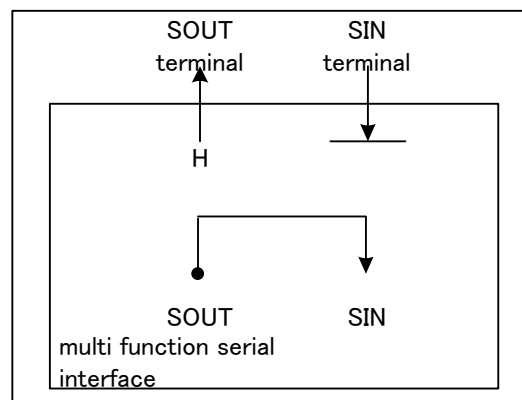 SOUT
terminal
SIN
terminal
H
SOUT
SIN
multi function serial
interface